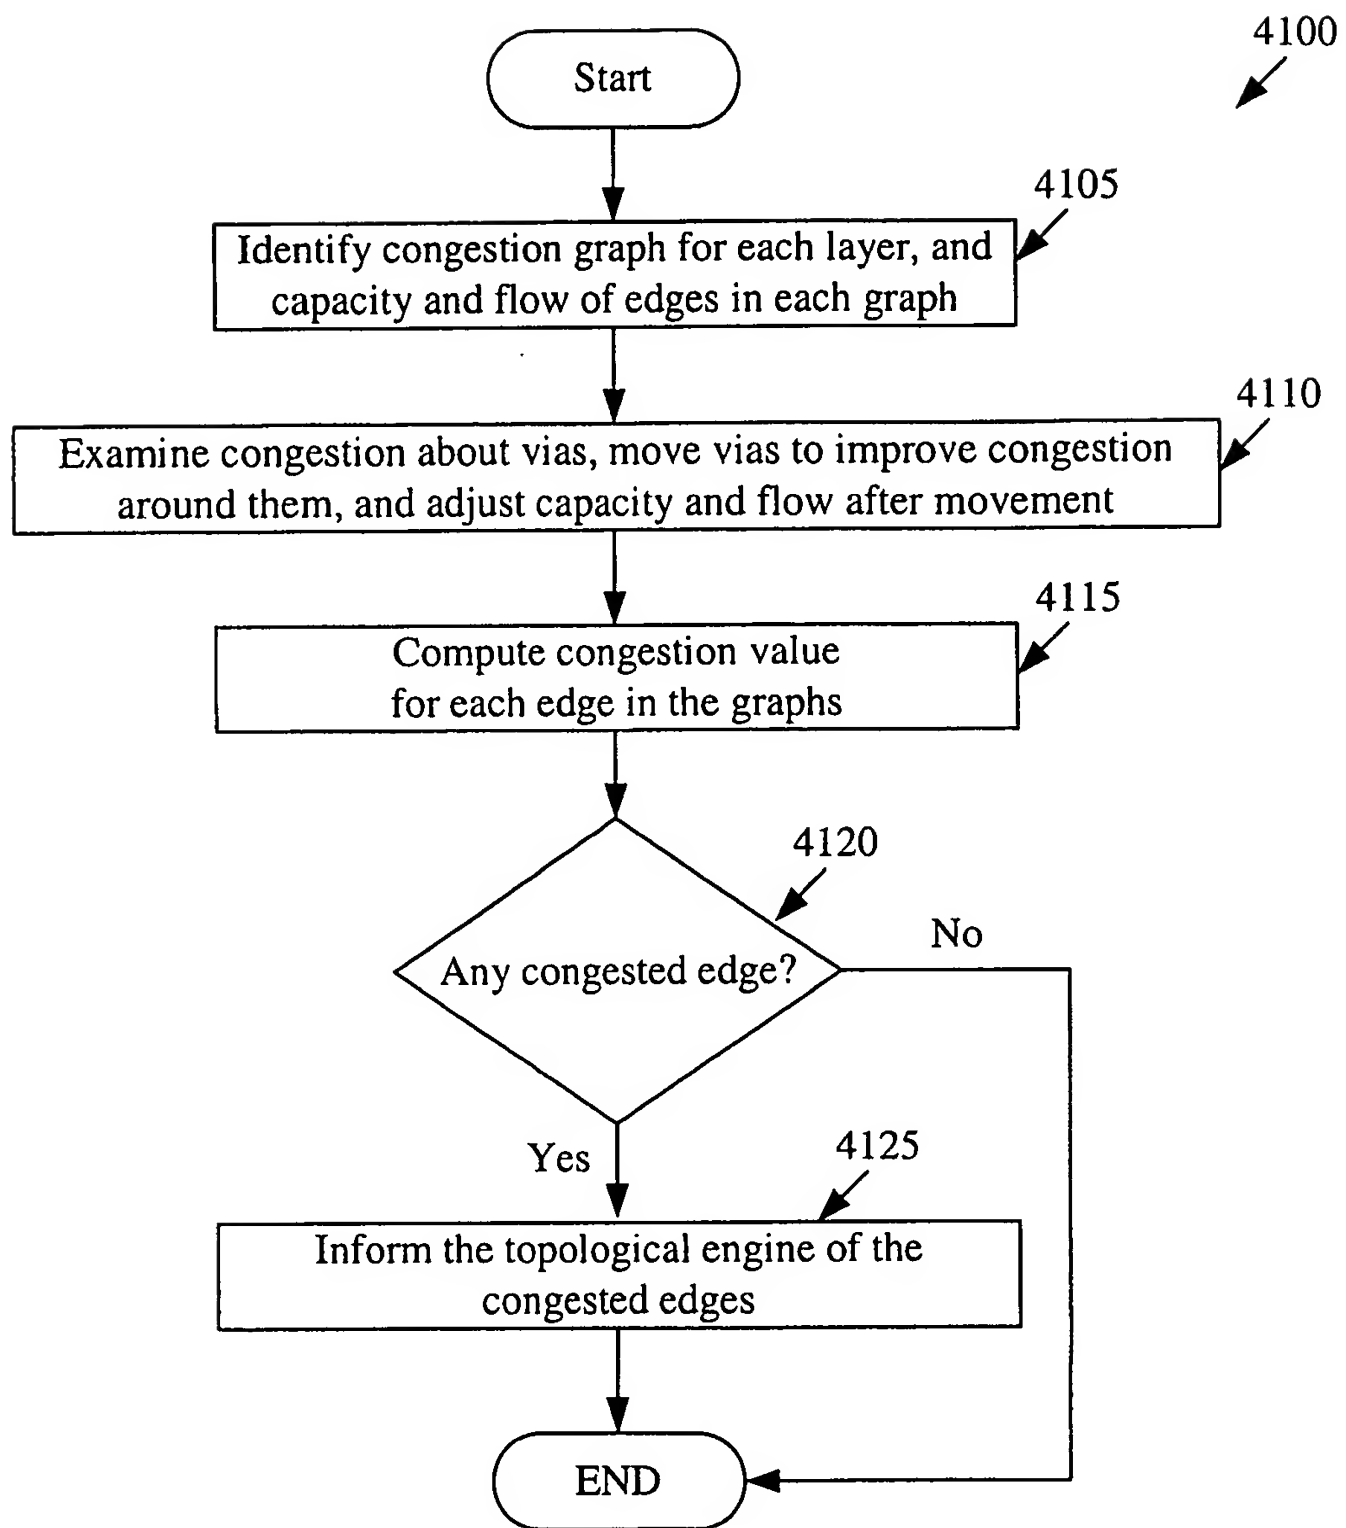 4100
Start
4105
Identify congestion graph for each layer, and
capacity and flow of edges in each graph
4110
Examine congestion about vias, move vias to improve congestion
around them, and adjust capacity and flow after movement
4115
Compute congestion value
for each edge in the graphs
4120
No
Any congested edge?
Yes
4125
Inform the topological engine of the
congested edges
END